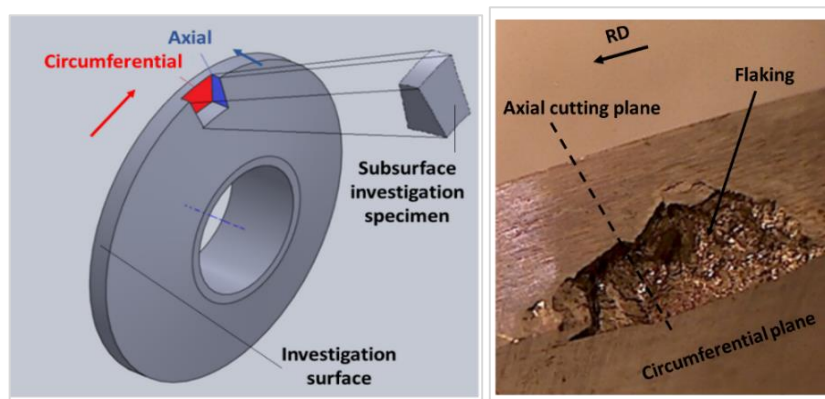 Axial
Circumferential
Subsurface
investigation
specimen
Investigation
surface
RD
Flaking
Axial cutting plane
Circumferential plane